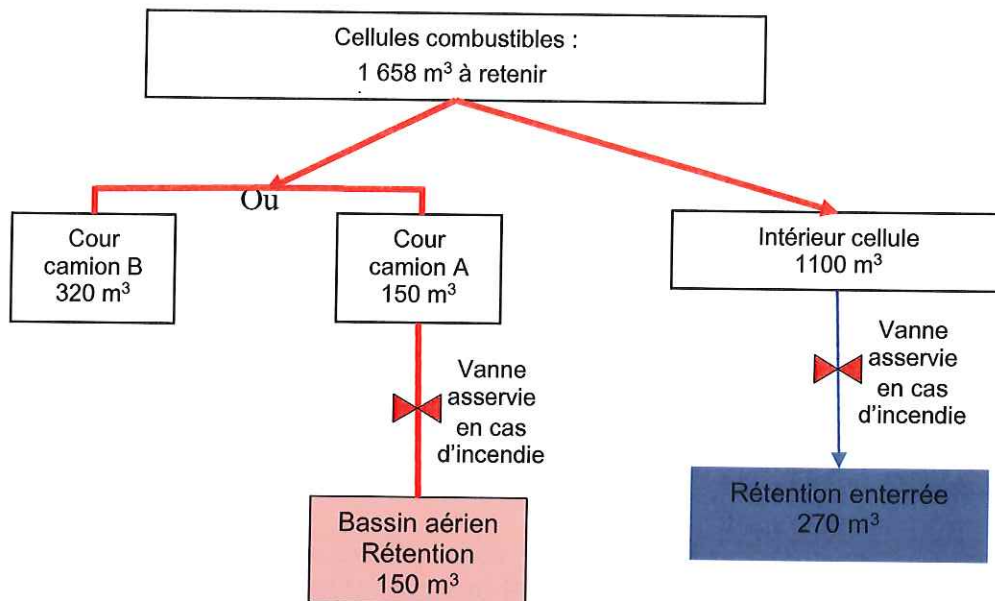 Cellules combustibles :
1 658 m³ à retenir
Ou
Cour
camion B
320 m³
Cour
camion A
150 m³
Intérieur cellule
1100 m³
Vanne
asservie
en cas
d'incendie
Vanne
asservie
en cas
d'incendie
Bassin aérien
Rétention
150 m³
Rétention enterrée
270 m³